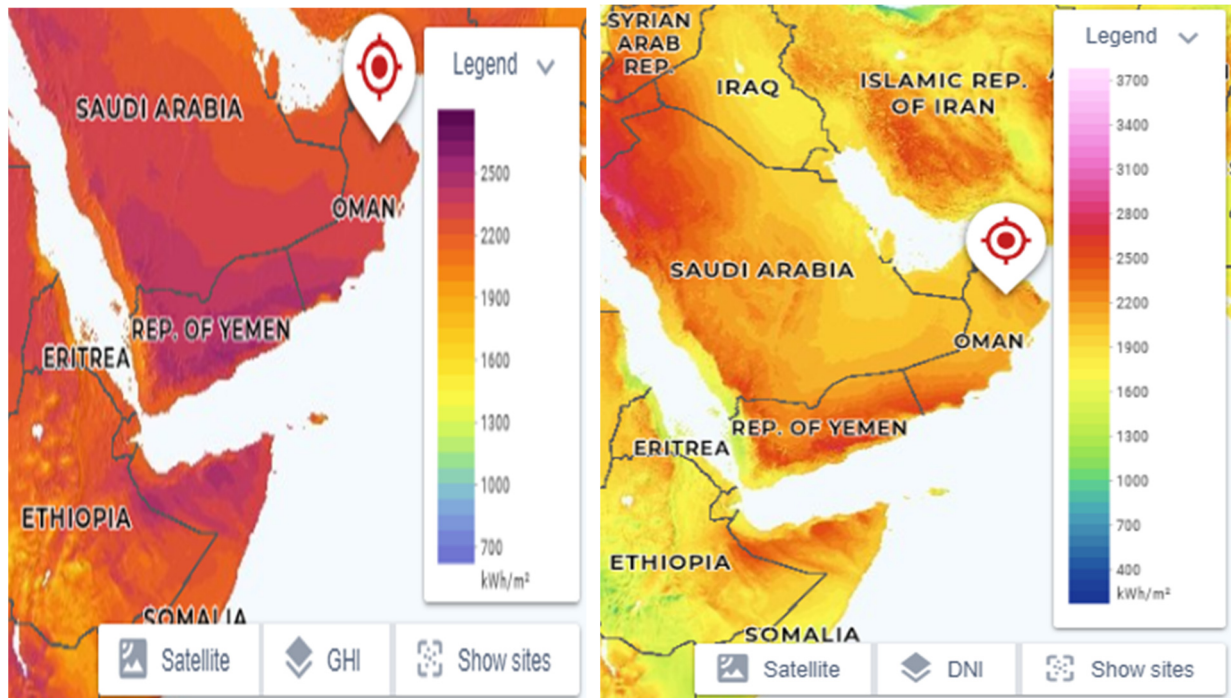 Legend
SAUDI ARABIA
2500
2200
OMAN
1900
REP. OF YEMEN
1600
ERITREA
1300
1000
ETHIOPIA
700
kWh/m²
SOMALIA
Satellite
GHI
Show sites
SYRIAN
ARAB
REP.
Legend
IRAQ
ISLAMIC REP.
OF IRAN
3700
3400
3100
2800
2500
SAUDI ARABIA
2200
OMAN
1900
1600
REP. OF YEMEN
1300
ERITREA
1000
700
ETHIOPIA
400
kWh/m²
SOMALIA
Satellite
DNI
Show sites